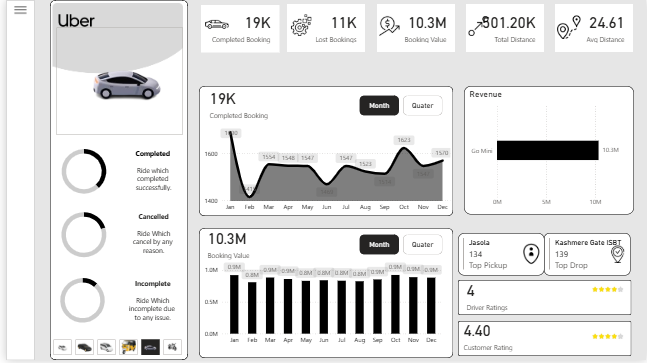 Uber
Completed
Ride which
completed
successfully.
Cancelled
Ride Which
cancel by any
reason.
Incomplete
Ride Which
incomplete due
to any issue.
19K
Completed Booking
11K
Lost Bookings
10.3M
Booking Value
501.20K
Total Distance
24.61
Avg Distance
19K
Completed Booking
Month
Quater
1600
1400
1554
1548
1547
1547
1523
1623
1570
Jan Feb Mar Apr May Jun Jul Aug Sep Oct Nov Dec
10.3M
Booking Value
Month
Quater
1.0M
0.5M
0.0M
0.9M 0.8M 0.9M 0.9M 0.8M 0.8M 0.8M 0.8M 0.8M 0.9M 0.9M 0.9M
Jan Feb Mar Apr May Jun Jul Aug Sep Oct Nov Dec
Revenue
Go Mini
10.3M
0M 5M 10M
Jasola
134
Top Pickup
Kashmere Gate ISBT
139
Top Drop
4
Driver Ratings
4.40
Customer Rating